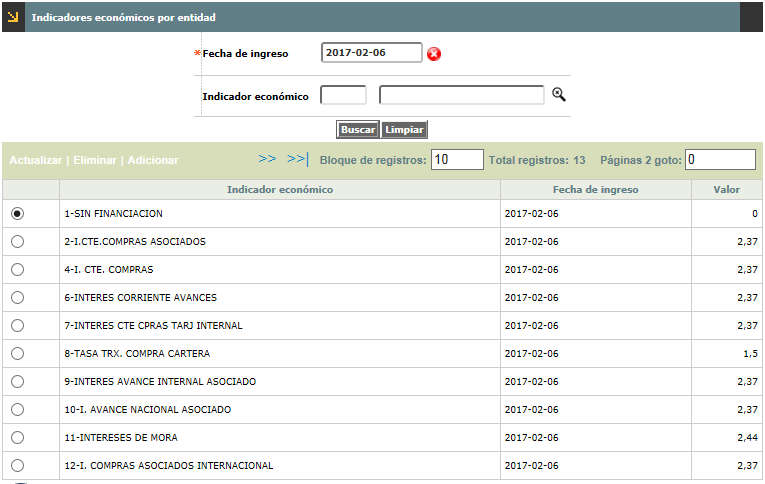 Indicadores económicos por entidad
*Fecha de ingreso 2017-02-06
Indicador económico
Buscar Limpiar
Actualizar | Eliminar | Adicionar >> >>| Bloque de registros: 10 Total registros: 13 Páginas 2 goto: 0
Indicador económico Fecha de ingreso Valor
1-SIN FINANCIACION 2017-02-06 0
2-I.CTE.COMPRAS ASOCIADOS 2017-02-06 2,37
4-I. CTE. COMPRAS 2017-02-06 2,37
6-INTERES CORRIENTE AVANCES 2017-02-06 2,37
7-INTERES CTE CPRAS TARJ INTERNAL 2017-02-06 2,37
8-TASA TRX. COMPRA CARTERA 2017-02-06 1,5
9-INTERES AVANCE INTERNAL ASOCIADO 2017-02-06 2,37
10-I. AVANCE NACIONAL ASOCIADO 2017-02-06 2,37
11-INTERESES DE MORA 2017-02-06 2,44
12-I. COMPRAS ASOCIADOS INTERNACIONAL 2017-02-06 2,37